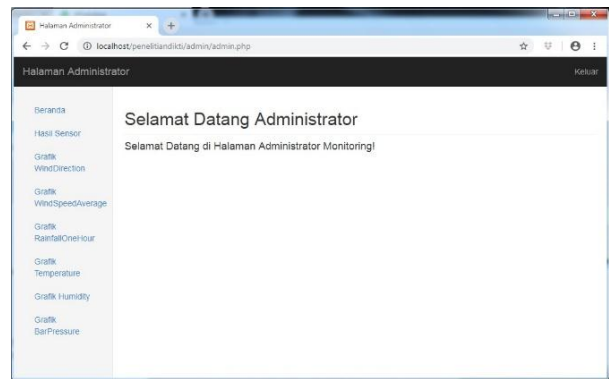 Halaman Administrator
localhost/penelitiandikti/admin/admin.php
Halaman Administrator
Keluar
Beranda
Hasil Sensor
Grafik
WindDirection
Grafik
WindSpeedAverage
Grafik
RainfallOneHour
Grafik
Temperature
Grafik Humidity
Grafik
BarPressure
Selamat Datang Administrator
Selamat Datang di Halaman Administrator Monitoring!